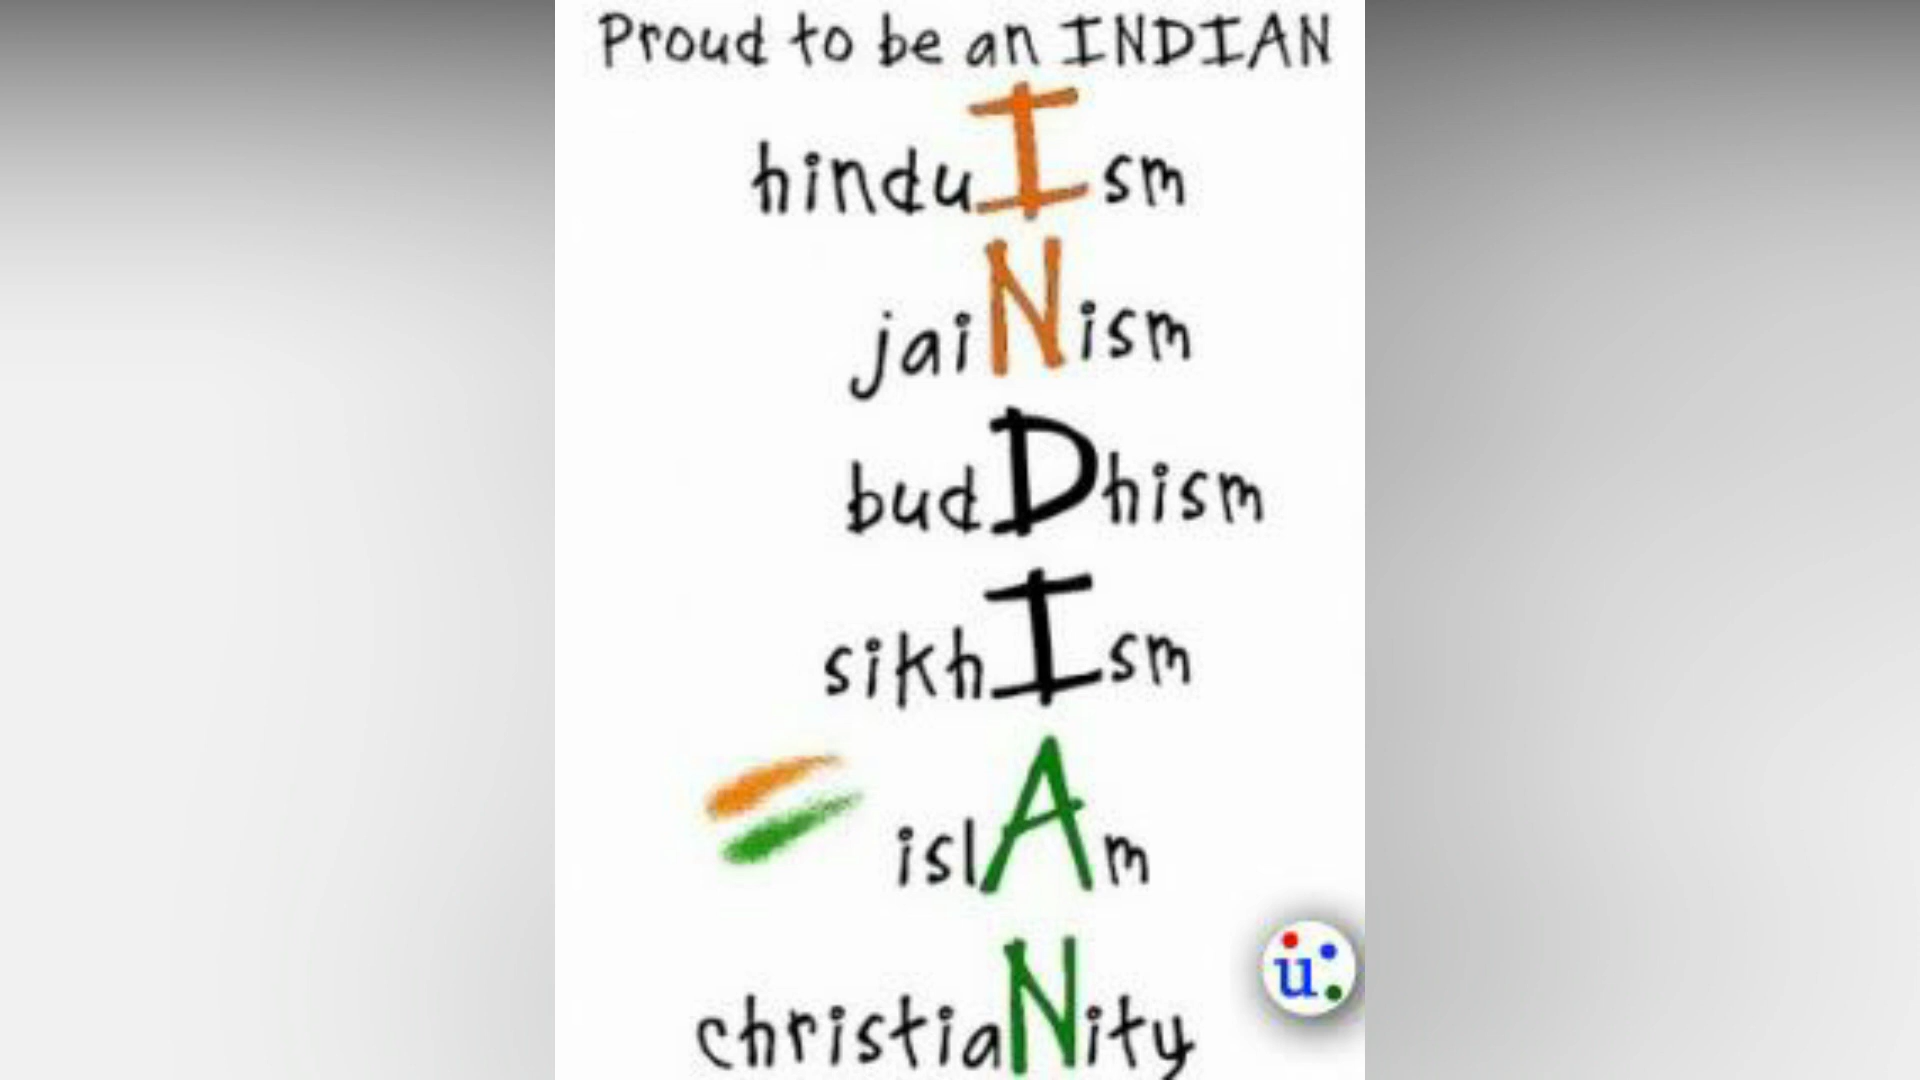 Proud to be an INDIAN
hinduIsm
jaiNism
budDhism
sikhIsm
islAm
christiaNity
u